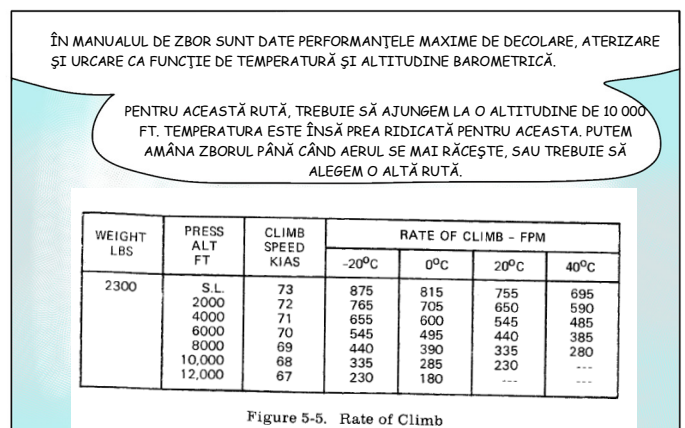 ÎN MANUALUL DE ZBOR SUNT DATE PERFORMANŢELE MAXIME DE DECOLARE, ATERIZARE
ŞI URCARE CA FUNCŢIE DE TEMPERATURĂ ŞI ALTITUDINE BAROMETRICĂ.
PENTRU ACEASTĂ RUTĂ, TREBUIE SĂ AJUNGEM LA O ALTITUDINE DE 10 000
FT. TEMPERATURA ESTE ÎNSĂ PREA RIDICATĂ PENTRU ACEASTA. PUTEM
AMÂNA ZBORUL PÂNĂ CÂND AERUL SE MAI RĂCEŞTE, SAU TREBUIE SĂ
ALEGEM O ALTĂ RUTĂ.
WEIGHT LBS PRESS ALT FT CLIMB SPEED KIAS RATE OF CLIMB - FPM
-20°C 0°C 20°C 40°C
2300 S.L. 73 875 815 755 695
2000 72 765 705 650 590
4000 71 655 600 545 485
6000 70 545 495 440 385
8000 69 440 390 335 280
10,000 68 335 285 230 ---
12,000 67 230 180 --- ---
Figure 5-5. Rate of Climb